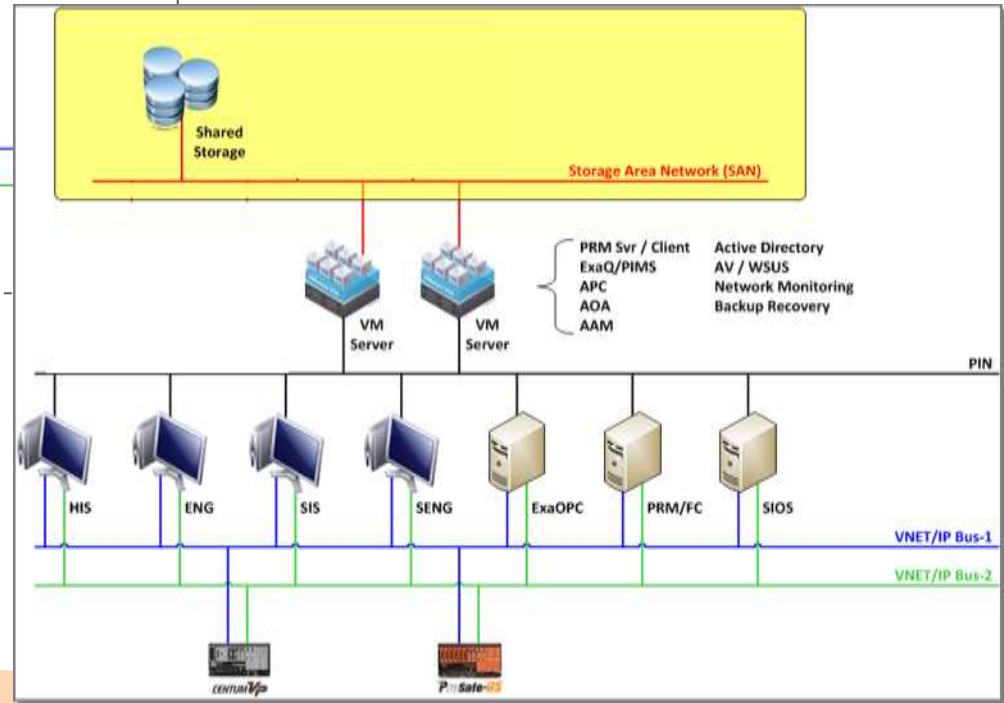 Shared
Storage
Storage Area Network (SAN)
PRM Svr / Client
ExaQ/PIMS
APC
AOA
AAM
Active Directory
AV / WSUS
Network Monitoring
Backup Recovery
VM
Server
VM
Server
PIN
HIS
ENG
SIS
SENG
ExaOPC
PRM/FC
SIOS
VNET/IP Bus-1
VNET/IP Bus-2
CENTUM VP
ProSafe-RS